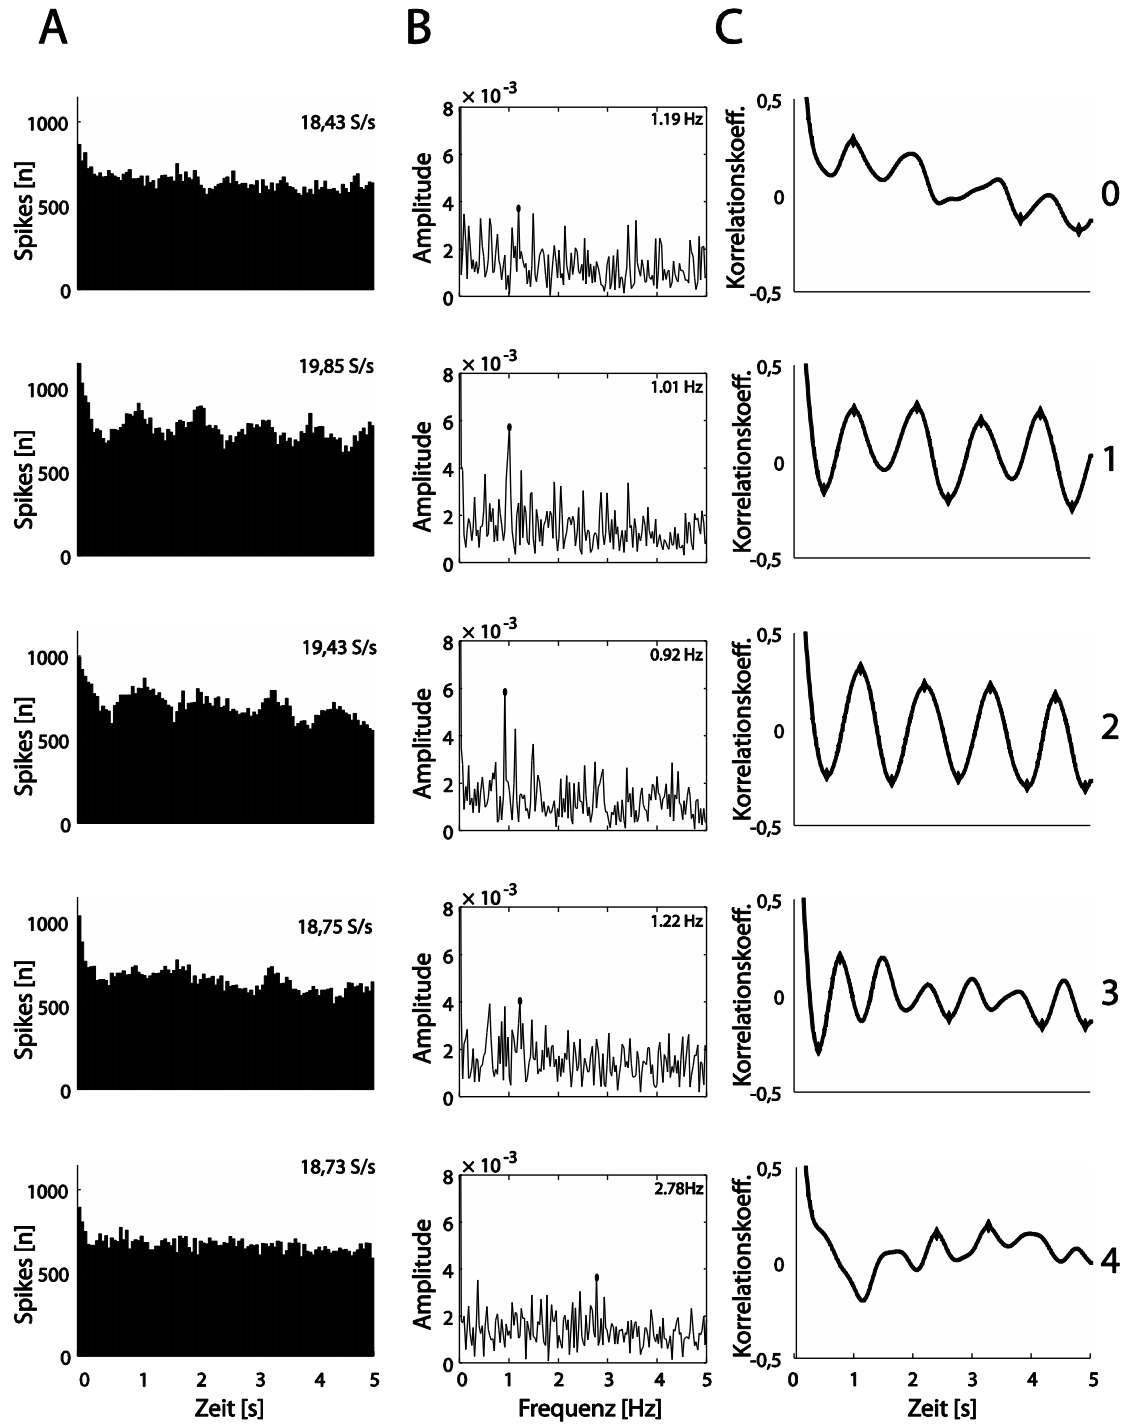 A B C
1000
500
0
Spikes [n]
18,43 S/s
× 10-3
8
6
4
2
0
Amplitude
1.19 Hz
0,5
0
-0,5
Korrelationskoeff.
0
1000
500
0
Spikes [n]
19,85 S/s
× 10-3
8
6
4
2
0
Amplitude
1.01 Hz
0,5
0
-0,5
Korrelationskoeff.
1
1000
500
0
Spikes [n]
19,43 S/s
× 10-3
8
6
4
2
0
Amplitude
0.92 Hz
0,5
0
-0,5
Korrelationskoeff.
2
1000
500
0
Spikes [n]
18,75 S/s
× 10-3
8
6
4
2
0
Amplitude
1.22 Hz
0,5
0
-0,5
Korrelationskoeff.
3
1000
500
0
Spikes [n]
18,73 S/s
× 10-3
8
6
4
2
0
Amplitude
2.78Hz
0,5
0
-0,5
Korrelationskoeff.
4
0 1 2 3 4 5
Zeit [s]
0 1 2 3 4 5
Frequenz [Hz]
0 1 2 3 4 5
Zeit [s]